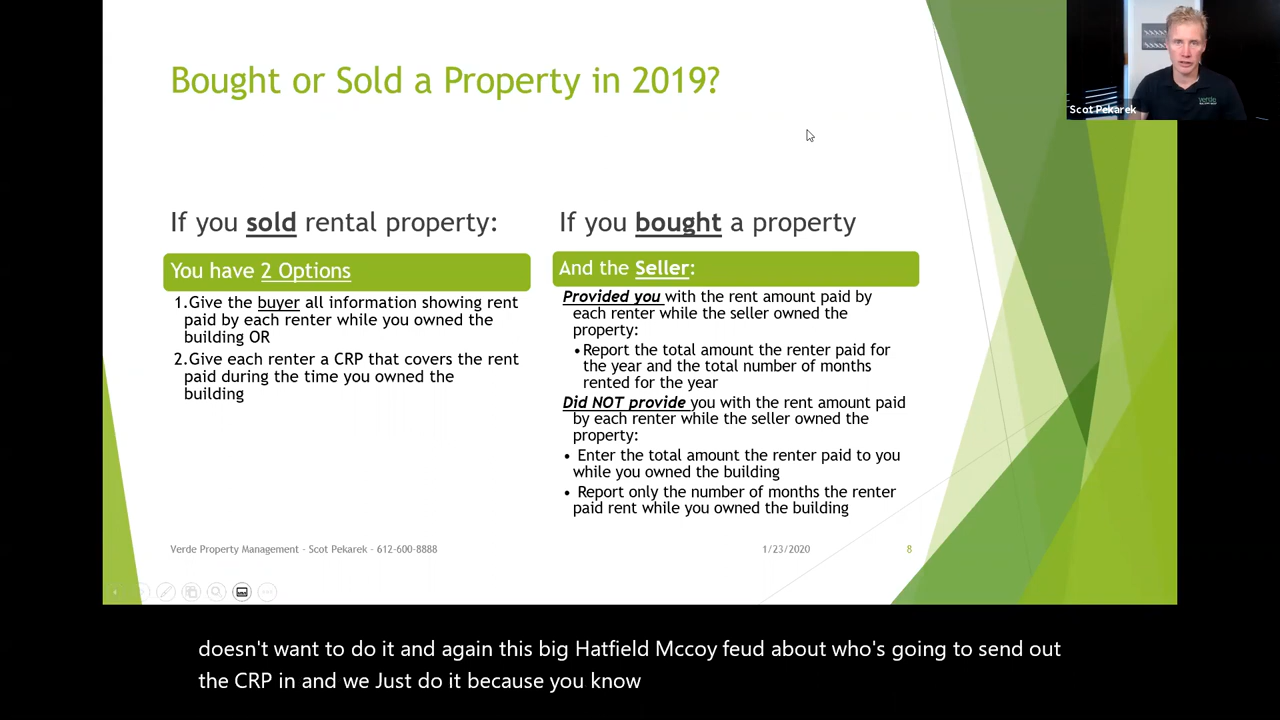 Bought or Sold a Property in 2019?
Scot Pekarek
verde
If you sold rental property:
You have 2 Options
1.Give the buyer all information showing rent
paid by each renter while you owned the
building OR
2.Give each renter a CRP that covers the rent
paid during the time you owned the
building
If you bought a property
And the Seller:
Provided you with the rent amount paid by
each renter while the seller owned the
property:
•Report the total amount the renter paid for
the year and the total number of months
rented for the year
Did NOT provide you with the rent amount paid
by each renter while the seller owned the
property:
• Enter the total amount the renter paid to you
while you owned the building
• Report only the number of months the renter
paid rent while you owned the building
Verde Property Management - Scot Pekarek - 612-600-8888
1/23/2020
8
doesn't want to do it and again this big Hatfield Mccoy feud about who's going to send out
the CRP in and we Just do it because you know